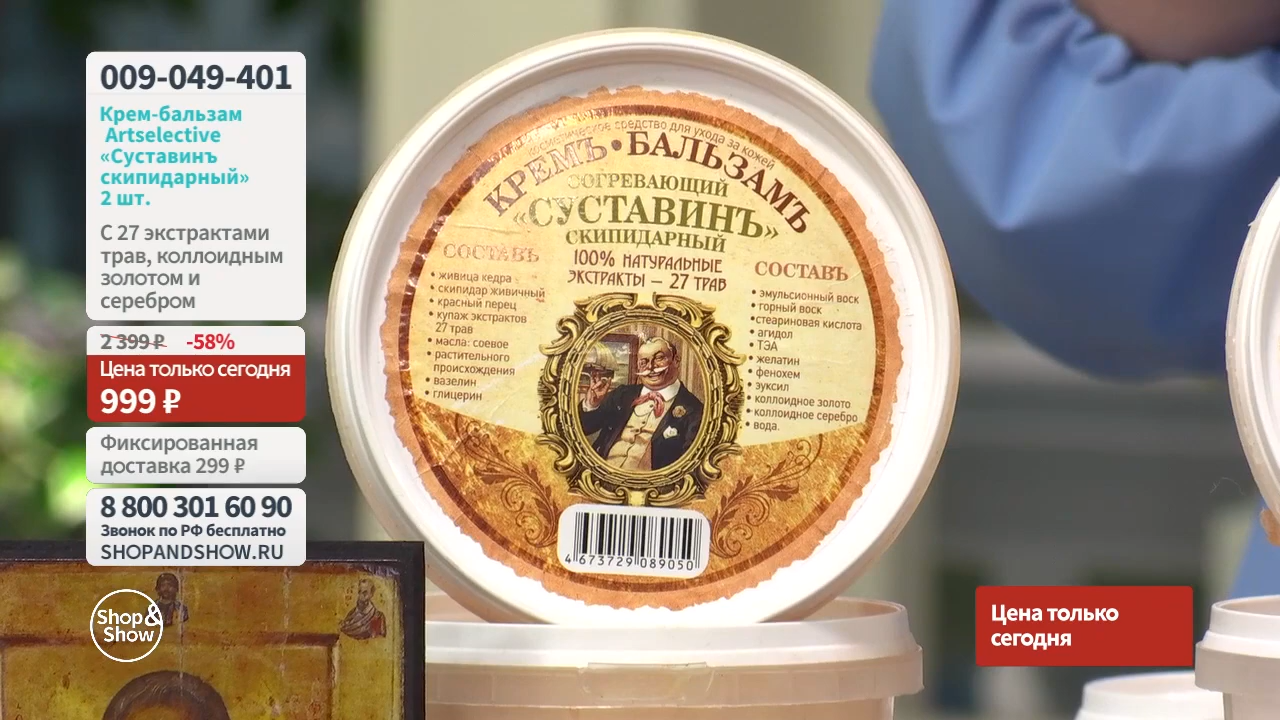 009-049-401
Крем-бальзам
Artselective
«Суставинъ
скипидарный»
2 шт.
С 27 экстрактами
трав, коллоидным
золотом и
серебром
2 399 ₽ -58%
Цена только сегодня
999 ₽
Фиксированная
доставка 299 ₽
8 800 301 60 90
Звонок по РФ бесплатно
SHOPANDSHOW.RU
Shop&
Show
косметическое средство для ухода за кожей
КРЕМЪ•БАЛЬЗАМЪ
СОГРЕВАЮЩИЙ
«СУСТАВИНЪ»
СКИПИДАРНЫЙ
100% НАТУРАЛЬНЫЕ
ЭКСТРАКТЫ – 27 ТРАВ
СОСТАВЪ
• живица кедра
• скипидар живичный
• красный перец
• купаж экстрактов
27 трав
• масла: соевое
• растительного
происхождения
• вазелин
• глицерин
СОСТАВЪ
• эмульсионный воск
• горный воск
• стеариновая кислота
• агидол
• ТЭА
• желатин
• фенохем
• эуксил
• коллоидное золото
• коллоидное серебро
• вода.
4 673729 089050
Цена только
сегодня